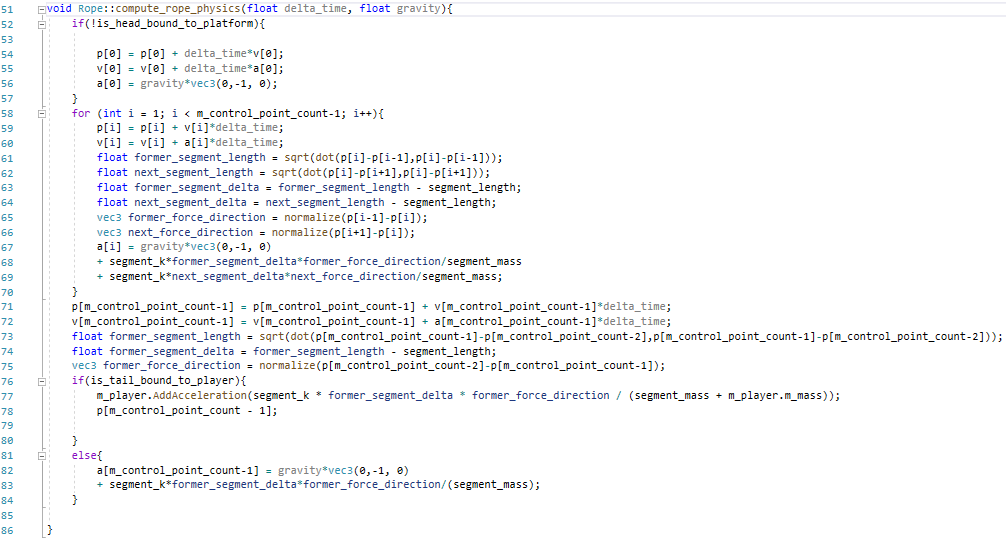 51 void Rope::compute_rope_physics(float delta_time, float gravity){
52     if(!is_head_bound_to_platform){
53
54         p[0] = p[0] + delta_time*v[0];
55         v[0] = v[0] + delta_time*a[0];
56         a[0] = gravity*vec3(0,-1, 0);
57     }
58     for (int i = 1; i < m_control_point_count-1; i++){
59         p[i] = p[i] + v[i]*delta_time;
60         v[i] = v[i] + a[i]*delta_time;
61         float former_segment_length = sqrt(dot(p[i]-p[i-1],p[i]-p[i-1]));
62         float next_segment_length = sqrt(dot(p[i]-p[i+1],p[i]-p[i+1]));
63         float former_segment_delta = former_segment_length - segment_length;
64         float next_segment_delta = next_segment_length - segment_length;
65         vec3 former_force_direction = normalize(p[i-1]-p[i]);
66         vec3 next_force_direction = normalize(p[i+1]-p[i]);
67         a[i] = gravity*vec3(0,-1, 0)
68         + segment_k*former_segment_delta*former_force_direction/segment_mass
69         + segment_k*next_segment_delta*next_force_direction/segment_mass;
70     }
71     p[m_control_point_count-1] = p[m_control_point_count-1] + v[m_control_point_count-1]*delta_time;
72     v[m_control_point_count-1] = v[m_control_point_count-1] + a[m_control_point_count-1]*delta_time;
73     float former_segment_length = sqrt(dot(p[m_control_point_count-1]-p[m_control_point_count-2],p[m_control_point_count-1]-p[m_control_point_count-2]));
74     float former_segment_delta = former_segment_length - segment_length;
75     vec3 former_force_direction = normalize(p[m_control_point_count-2]-p[m_control_point_count-1]);
76     if(is_tail_bound_to_player){
77         m_player.AddAcceleration(segment_k * former_segment_delta * former_force_direction / (segment_mass + m_player.m_mass));
78         p[m_control_point_count - 1];
79
80     }
81     else{
82         a[m_control_point_count-1] = gravity*vec3(0,-1, 0)
83         + segment_k*former_segment_delta*former_force_direction/(segment_mass);
84     }
85
86 }